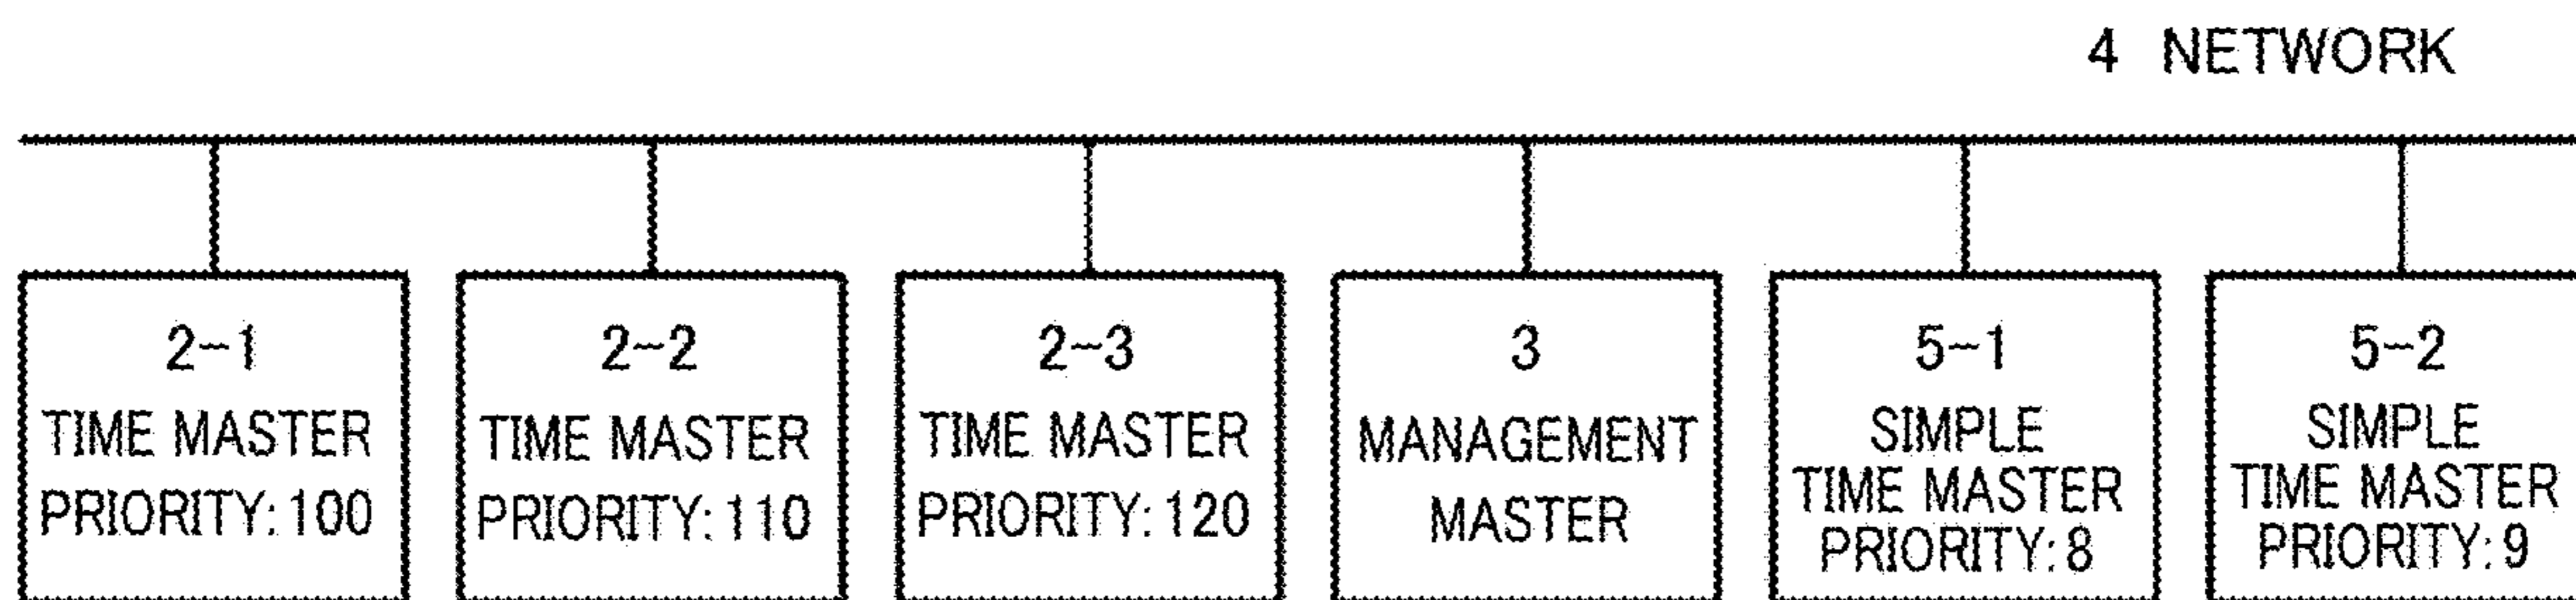 4 NETWORK
2-1
TIME MASTER
PRIORITY:100
2-2
TIME MASTER
PRIORITY:110
2-3
TIME MASTER
PRIORITY:120
3
MANAGEMENT
MASTER
5-1
SIMPLE
TIME MASTER
PRIORITY:8
5-2
SIMPLE
TIME MASTER
PRIORITY:9